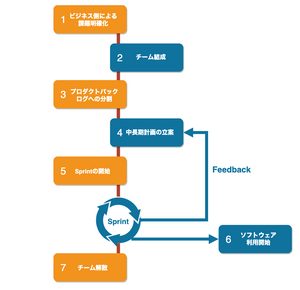 1
ビジネス側による
課題明確化
2
チーム組成
3
プロダクトバック
ログへの分割
4
中長期計画の立案
5
Sprintの開始
Feedback
Sprint
6
ソフトウェア
利用開始
7
チーム解散